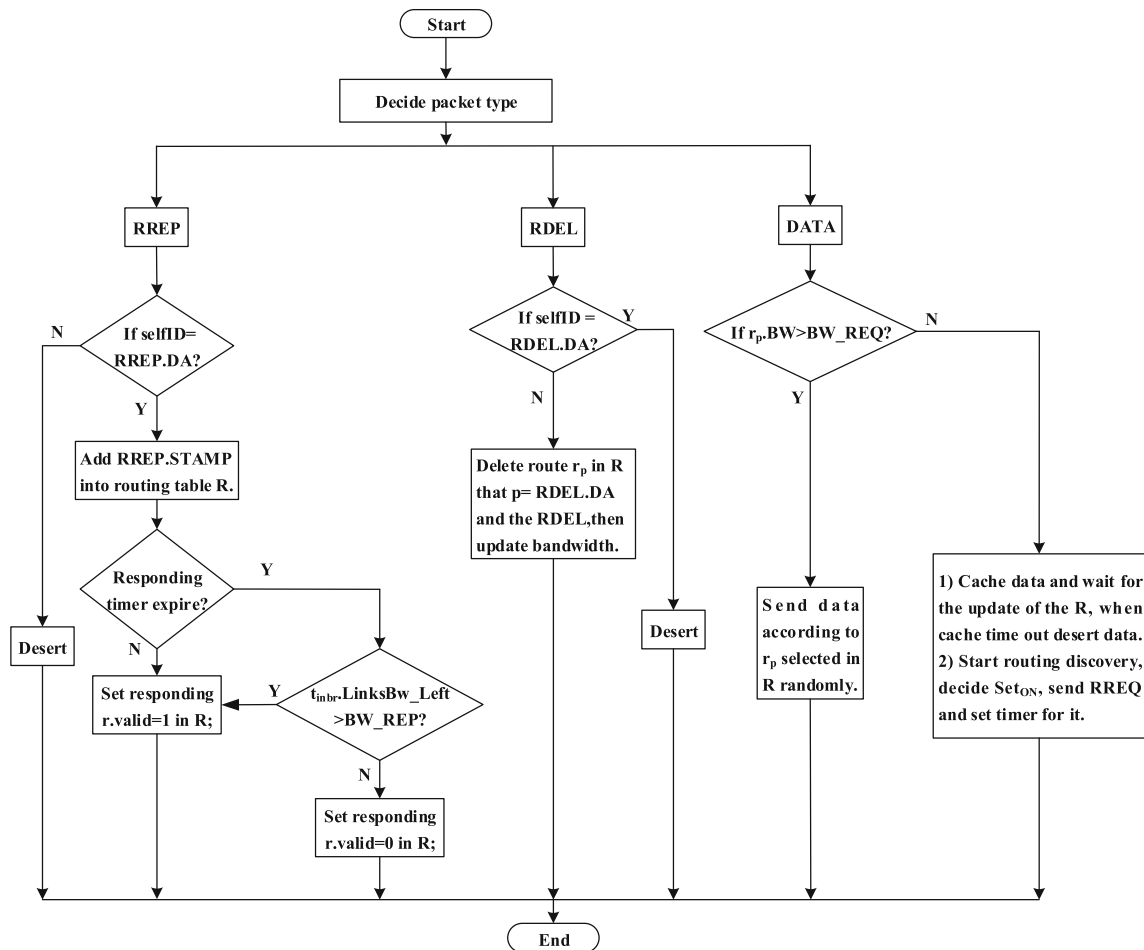 Start
Decide packet type
RREP
RDEL
DATA
If selfID=
RREP.DA?
N
Y
If selfID =
RDEL.DA?
Y
N
If rₚ.BW>BW_REQ?
N
Y
Add RREP.STAMP
into routing table R.
Delete route rₚ in R
that p= RDEL.DA
and the RDEL,then
update bandwidth.
Responding
timer expire?
Y
N
Desert
Desert
Send data
according to
rₚ selected in
R randomly.
1) Cache data and wait for
the update of the R, when
cache time out desert data.
2) Start routing discovery,
decide Set_ON, send RREQ
and set timer for it.
Set responding
r.valid=1 in R;
Y
t_inbr.LinksBw_Left
>BW_REP?
N
Set responding
r.valid=0 in R;
End